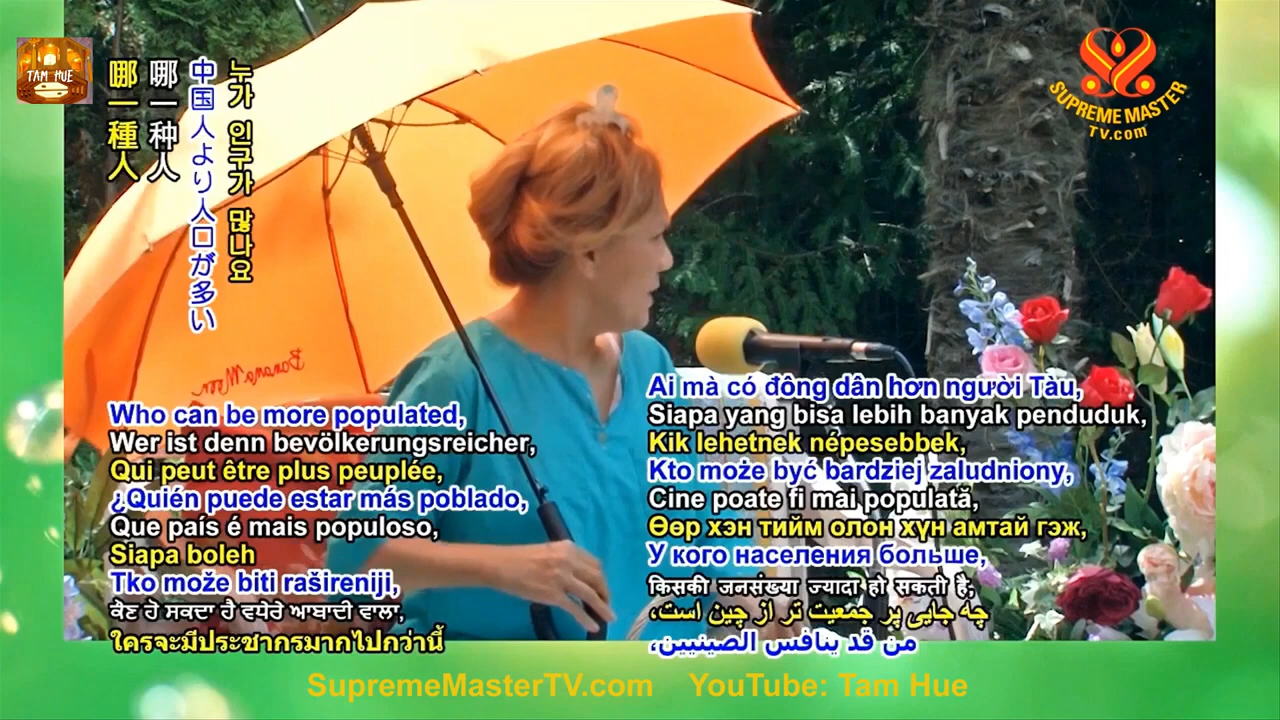 TAM HUE
SUPREME MASTER
TV.com
누가 인구가 많나요
中国人より人口が多い
哪一种人
哪一種人
Banana Moon
Who can be more populated,
Wer ist denn bevölkerungsreicher,
Qui peut être plus peuplée,
¿Quién puede estar más poblado,
Que país é mais populoso,
Siapa boleh
Tko može biti rašireniji,
ਕੌਣ ਹੋ ਸਕਦਾ ਹੈ ਵਧੇਰੇ ਆਬਾਦੀ ਵਾਲਾ,
ใครจะมีประชากรมากไปกว่านี้
Ai mà có đông dân hơn người Tàu,
Siapa yang bisa lebih banyak penduduk,
Kik lehetnek népesebbek,
Kto może być bardziej zaludniony,
Cine poate fi mai populată,
Өөр хэн тийм олон хүн амтай гэж,
У кого населения больше,
किसकी जनसंख्या ज्यादा हो सकती है;
چه جایی پر جمعیت تر از چین است،
من قد ينافس الصينيين،
SupremeMasterTV.com YouTube: Tam Hue